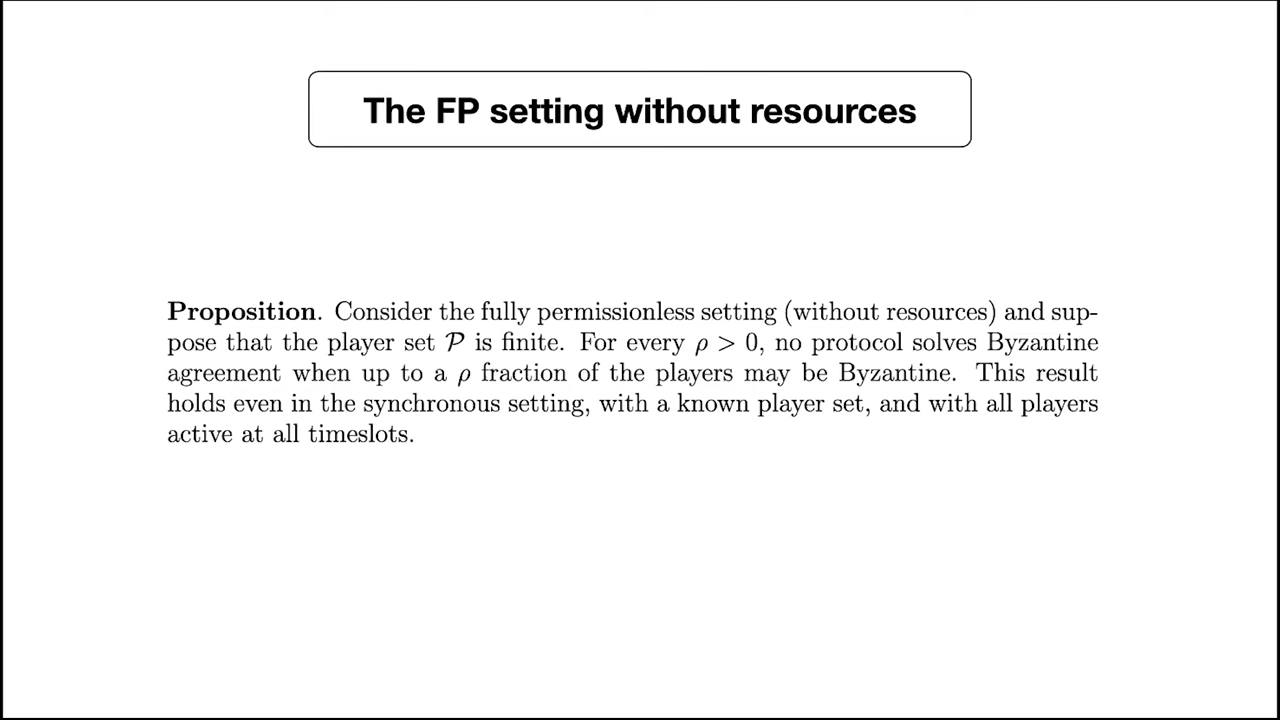 The FP setting without resources
Proposition. Consider the fully permissionless setting (without resources) and sup-
pose that the player set 𝒫 is finite. For every ρ > 0, no protocol solves Byzantine
agreement when up to a ρ fraction of the players may be Byzantine. This result
holds even in the synchronous setting, with a known player set, and with all players
active at all timeslots.